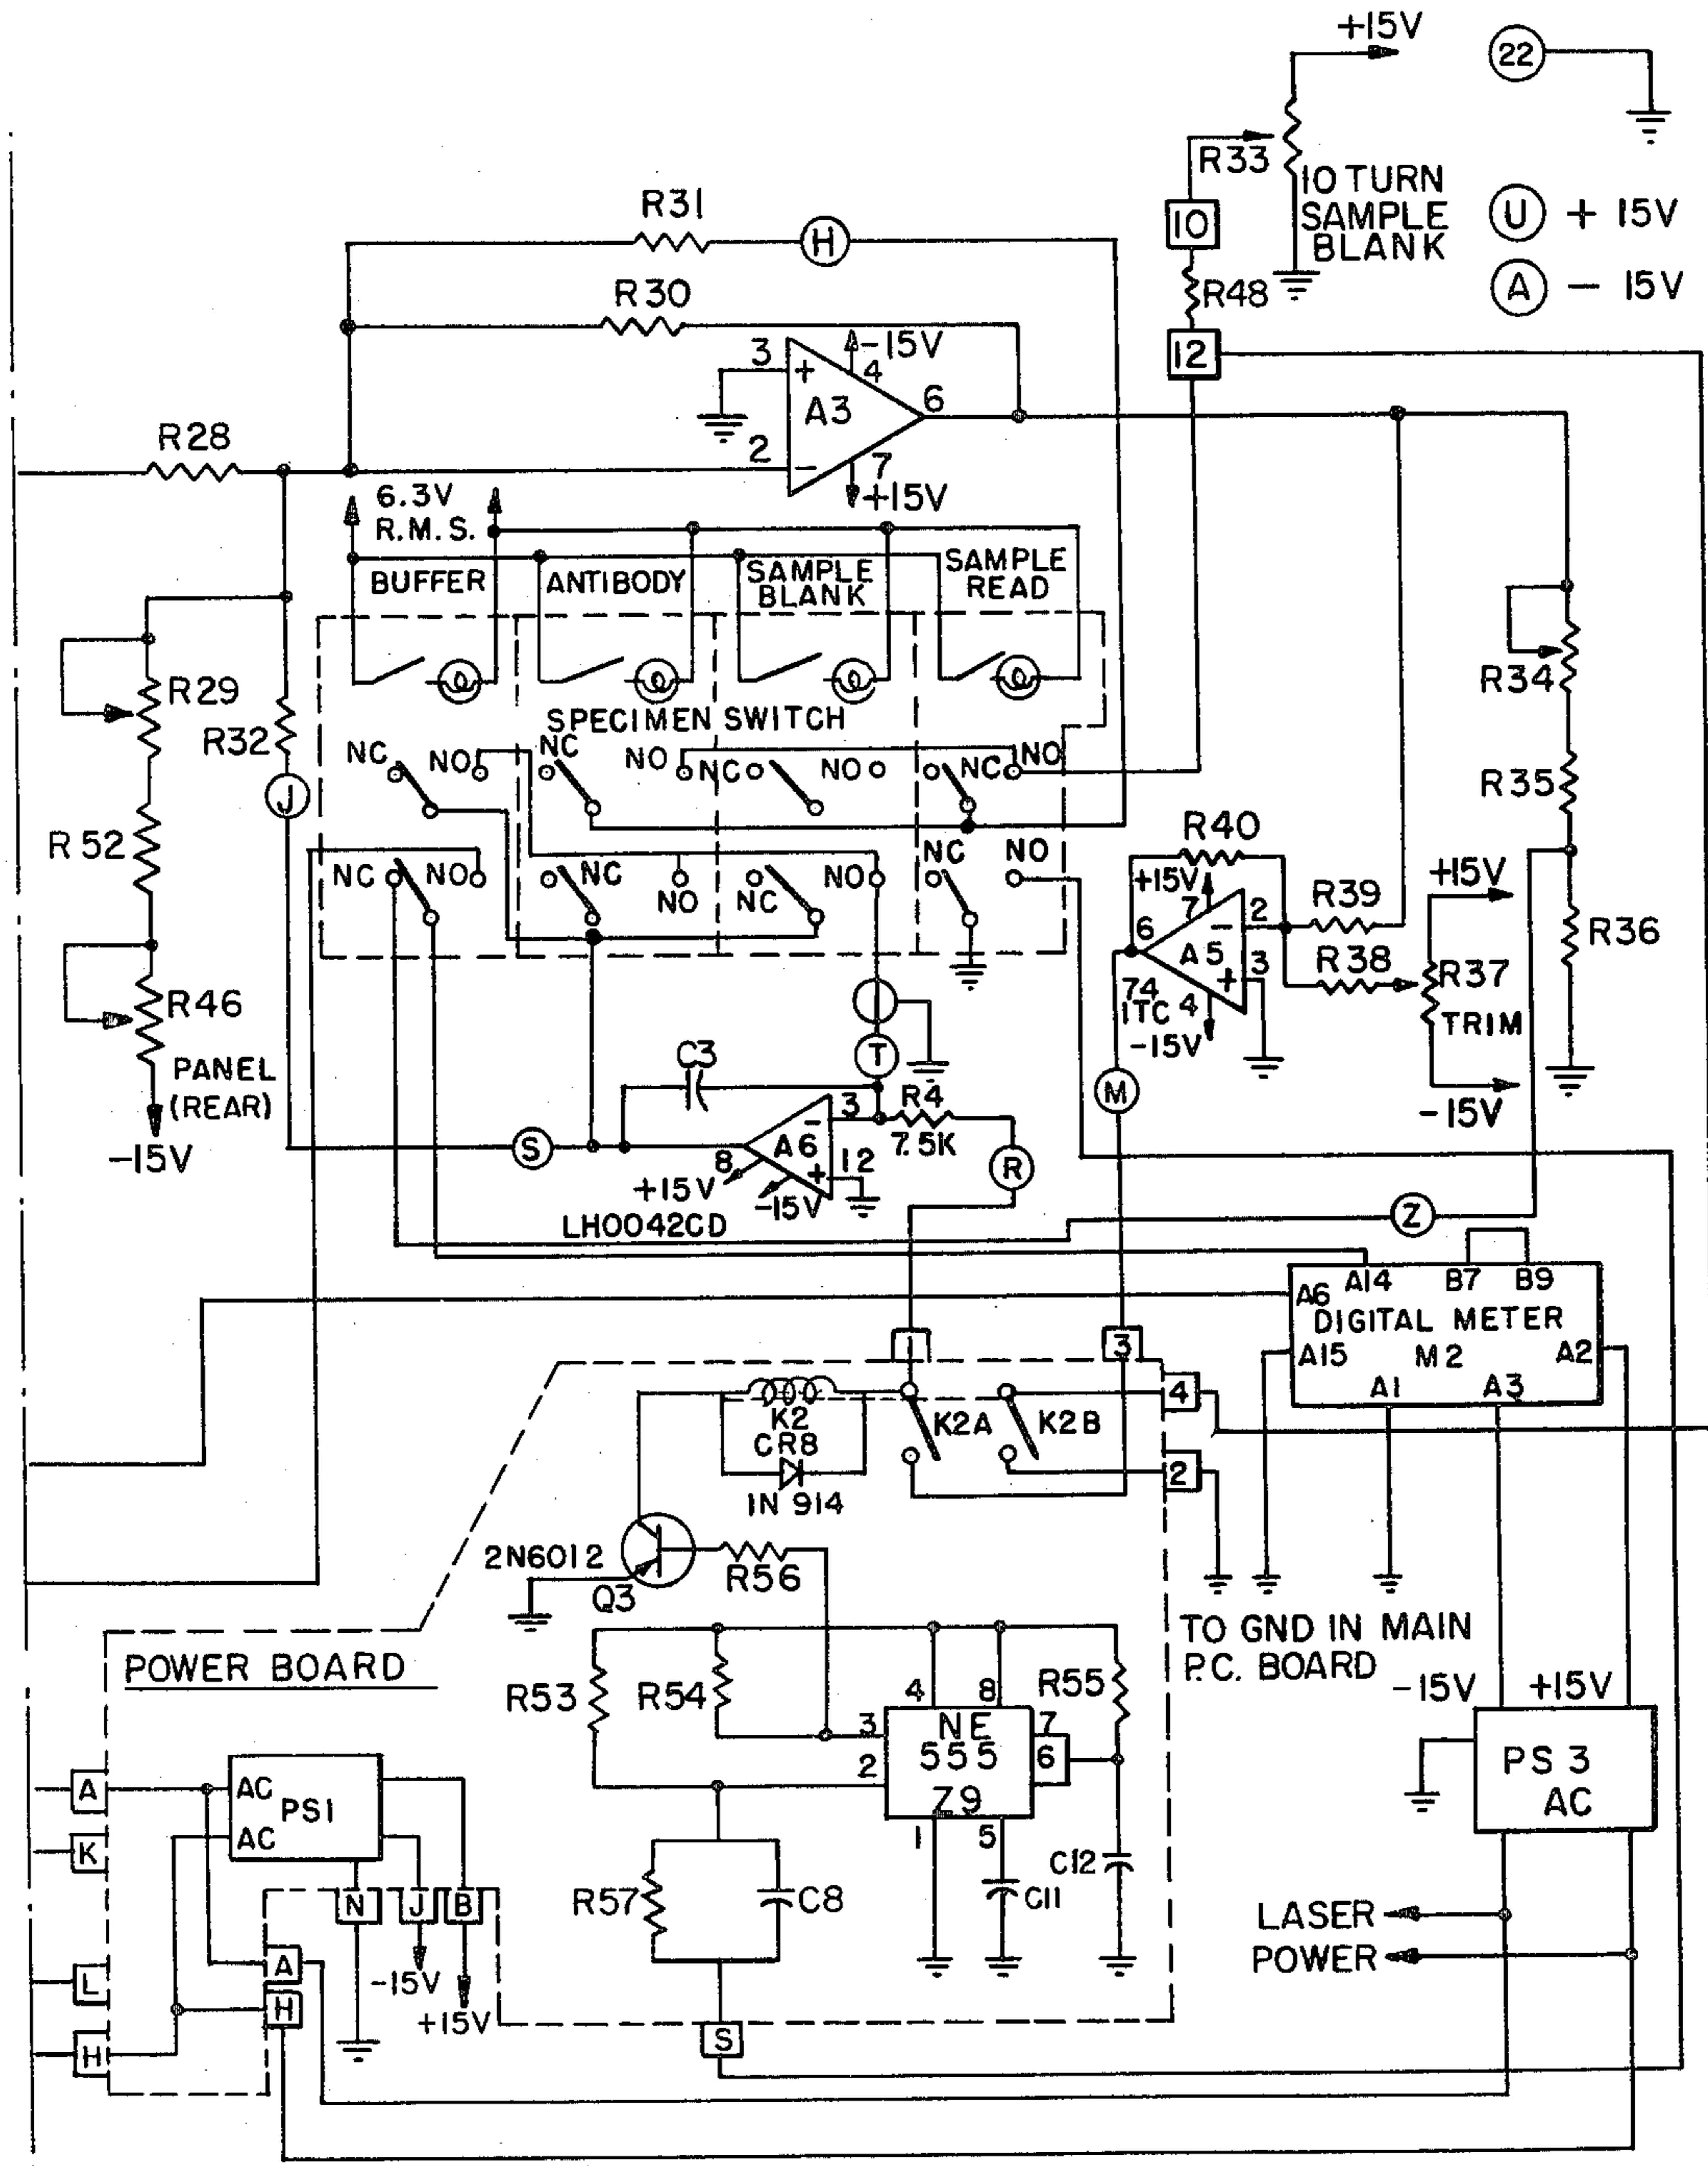 +15V
22
R33
10 TURN
SAMPLE
BLANK
10
U + 15V
A - 15V
R48
12
R31
H
R30
3
-15V
4
+
A3
6
2
-
7
+15V
R28
6.3V
R.M.S.
BUFFER
ANTIBODY
SAMPLE
BLANK
SAMPLE
READ
R29
R32
J
SPECIMEN SWITCH
NC
NO
NC
NO
NC
NO
NC
NO
R34
R35
R52
NC
NO
NC
NO
NC
NO
NC
NO
R40
+15V
7
2
-
R39
6
A5
3
+
R38
R37
TRIM
+15V
-15V
R36
74
1TC
4
-15V
R46
PANEL
(REAR)
-15V
T
C3
M
S
3
-
R4
7.5K
A6
8
+
12
+15V
-15V
LH0042CD
R
Z
A6
A14
B7
B9
DIGITAL METER
A15
M2
A2
A1
A3
1
3
4
K2
K2A
K2B
CR8
1N 914
2
2N6012
Q3
R56
TO GND IN MAIN
P.C. BOARD
POWER BOARD
R53
R54
R55
4
8
3
NE
7
555
6
2
Z9
1
5
C12
C11
R57
C8
-15V
+15V
PS 3
AC
A
AC
PS1
AC
K
N
J
B
A
-15V
L
H
+15V
H
S
LASER
POWER